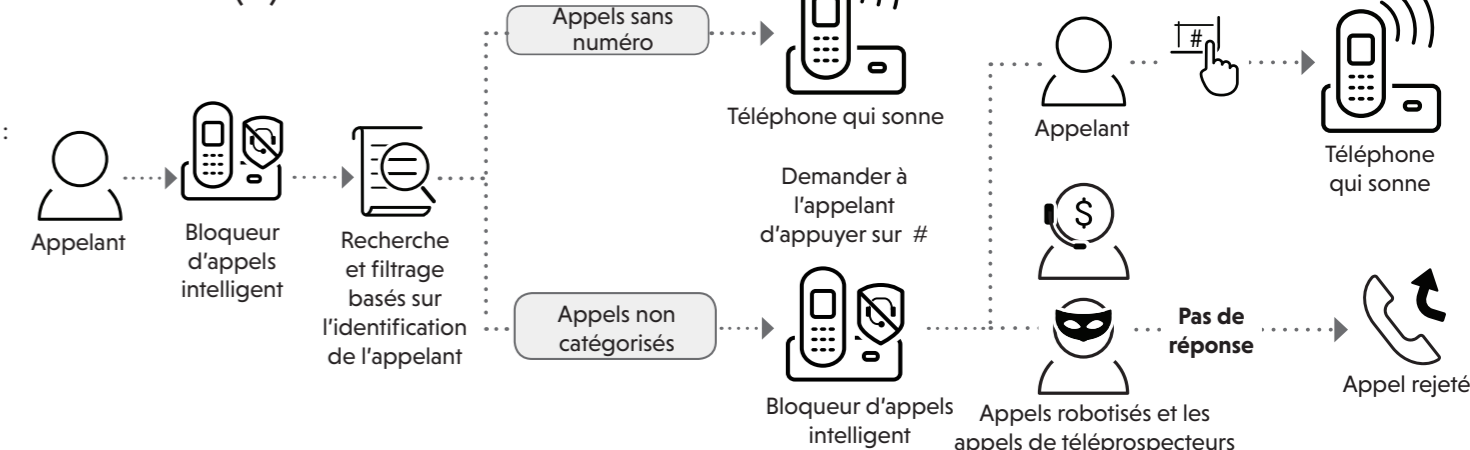 Appels sans
numéro
Téléphone qui sonne
:
Appelant
Bloqueur
d'appels
intelligent
Recherche
et filtrage
basés sur
l'identification
de l'appelant
Appels non
catégorisés
Demander à
l'appelant
d'appuyer sur #
Bloqueur d'appels
intelligent
Appelant
#
Téléphone
qui sonne
$
Pas de
réponse
Appels robotisés et les
appels de téléprospecteurs
Appel rejeté